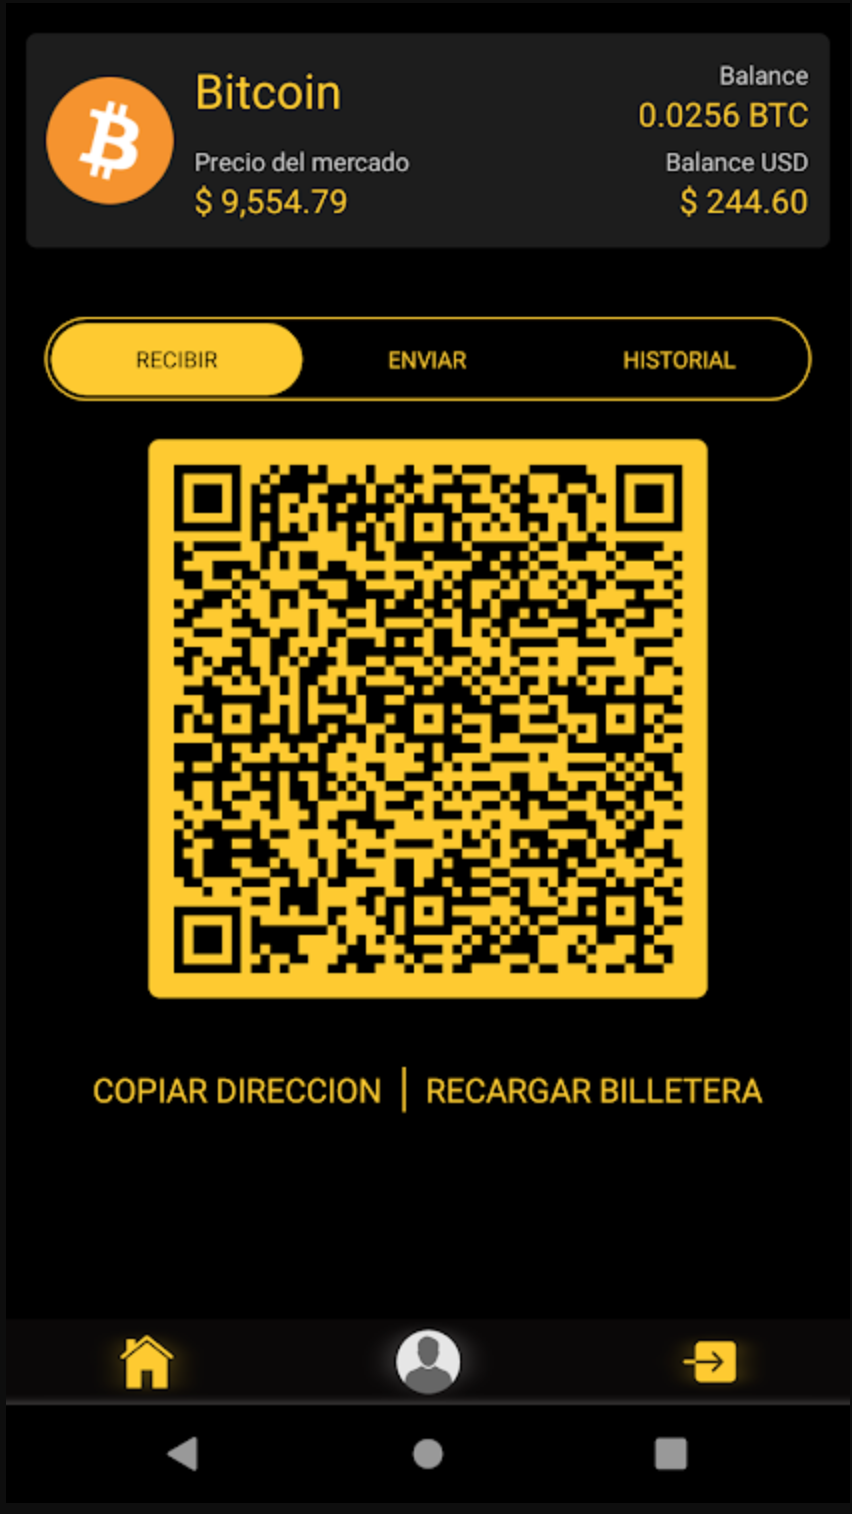 Bitcoin
Precio del mercado
$ 9,554.79
Balance
0.0256 BTC
Balance USD
$ 244.60
RECIBIR
ENVIAR
HISTORIAL
COPIAR DIRECCION | RECARGAR BILLETERA